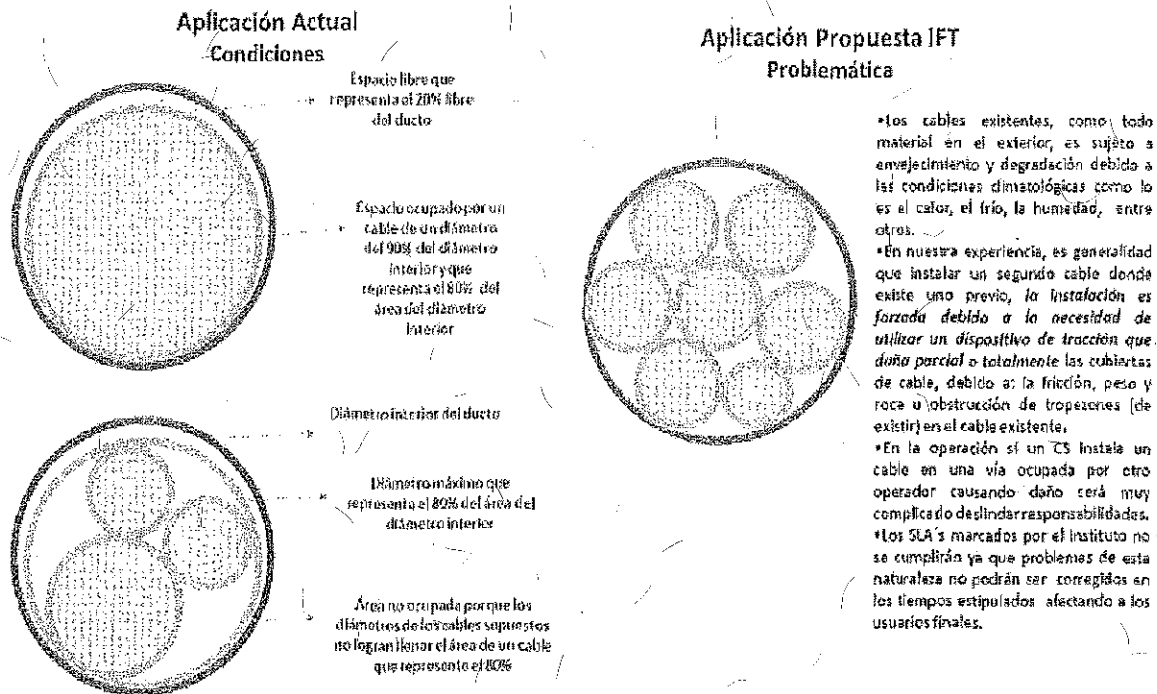 Aplicación Actual
Condiciones
Espacio libre que
representa el 20% libre
del ducto
Espacio ocupado por un
cable de un diámetro
del 90% del diámetro
interior y que
representa el 80% del
área del diámetro
interior
Diámetro interior del ducto
Diámetro máximo que
representa el 80% del área del
diámetro interior
Área no ocupada porque los
diámetros de los cables supuestos
no logran llenar el área de un cable
que represente el 80%
Aplicación Propuesta IFT
Problemática
•Los cables existentes, como todo
material en el exterior, es sujeto a
envejecimiento y degradación debido a
las condiciones climatológicas como lo
es el calor, el frío, la humedad, entre
otros.
•En nuestra experiencia, es generalidad
que instalar un segundo cable donde
existe uno previo, la instalación es
forzada debido a la necesidad de
utilizar un dispositivo de tracción que
daña parcial o totalmente las cubiertas
de cable, debido a: la fricción, peso y
roce u obstrucción de tropezones (de
existir) en el cable existente.
•En la operación sí un CS instala un
cable en una vía ocupada por otro
operador causando daño será muy
complicado deslindar responsabilidades.
•Los SLA´s marcados por el Instituto no
se cumplirán ya que problemas de esta
naturaleza no podrán ser corregidos en
los tiempos estipulados afectando a los
usuarios finales.